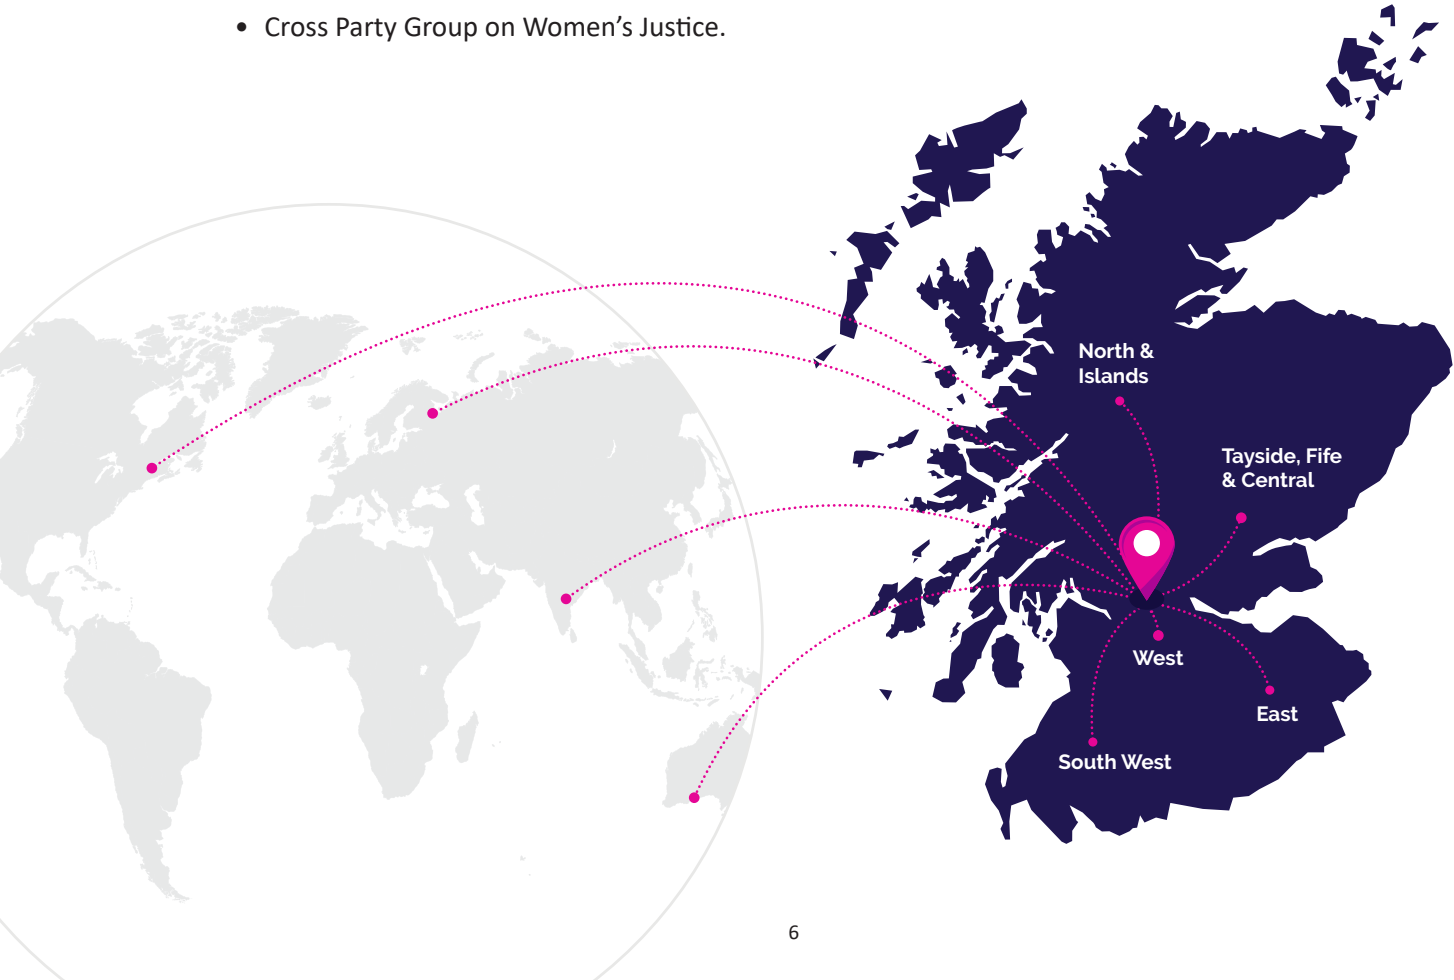 • Cross Party Group on Women’s Justice.
North &
Islands
Tayside, Fife
& Central
West
East
South West
6